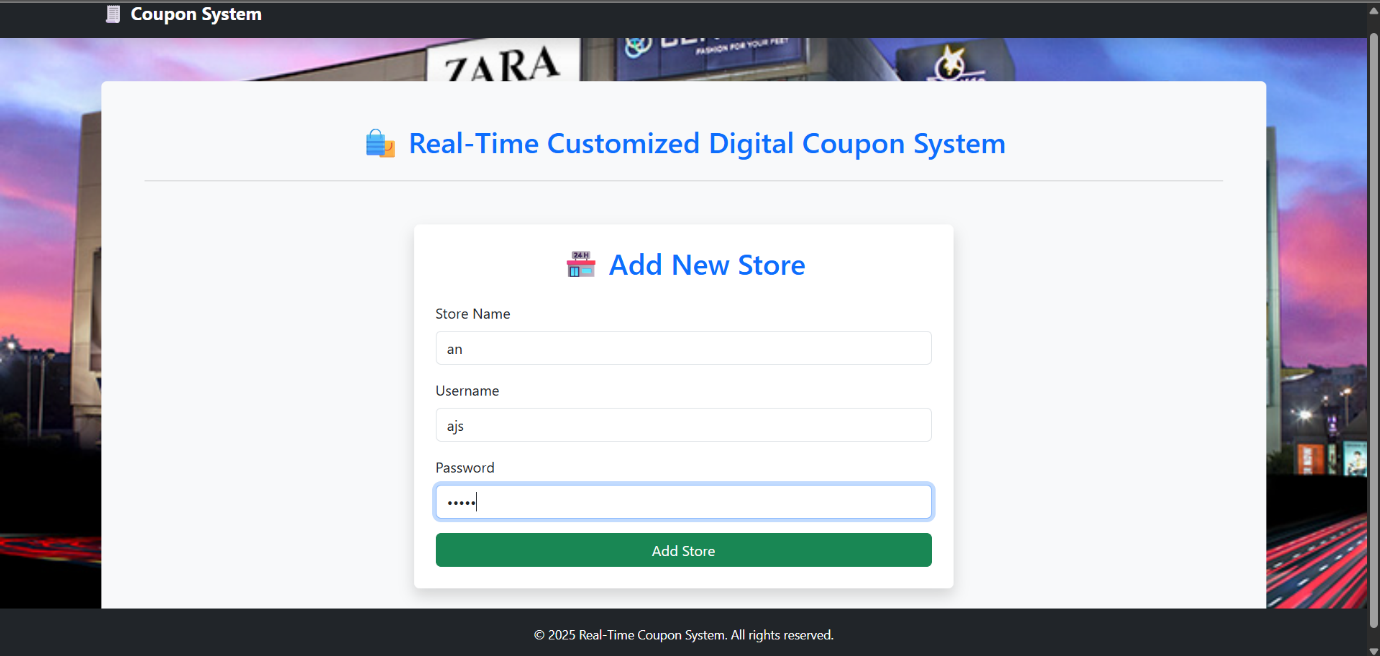 Coupon System
ZARA
FASHION FOR YOUR FEET
Real-Time Customized Digital Coupon System
24 H
Add New Store
Store Name
an
Username
ajs
Password
•••••
Add Store
© 2025 Real-Time Coupon System. All rights reserved.